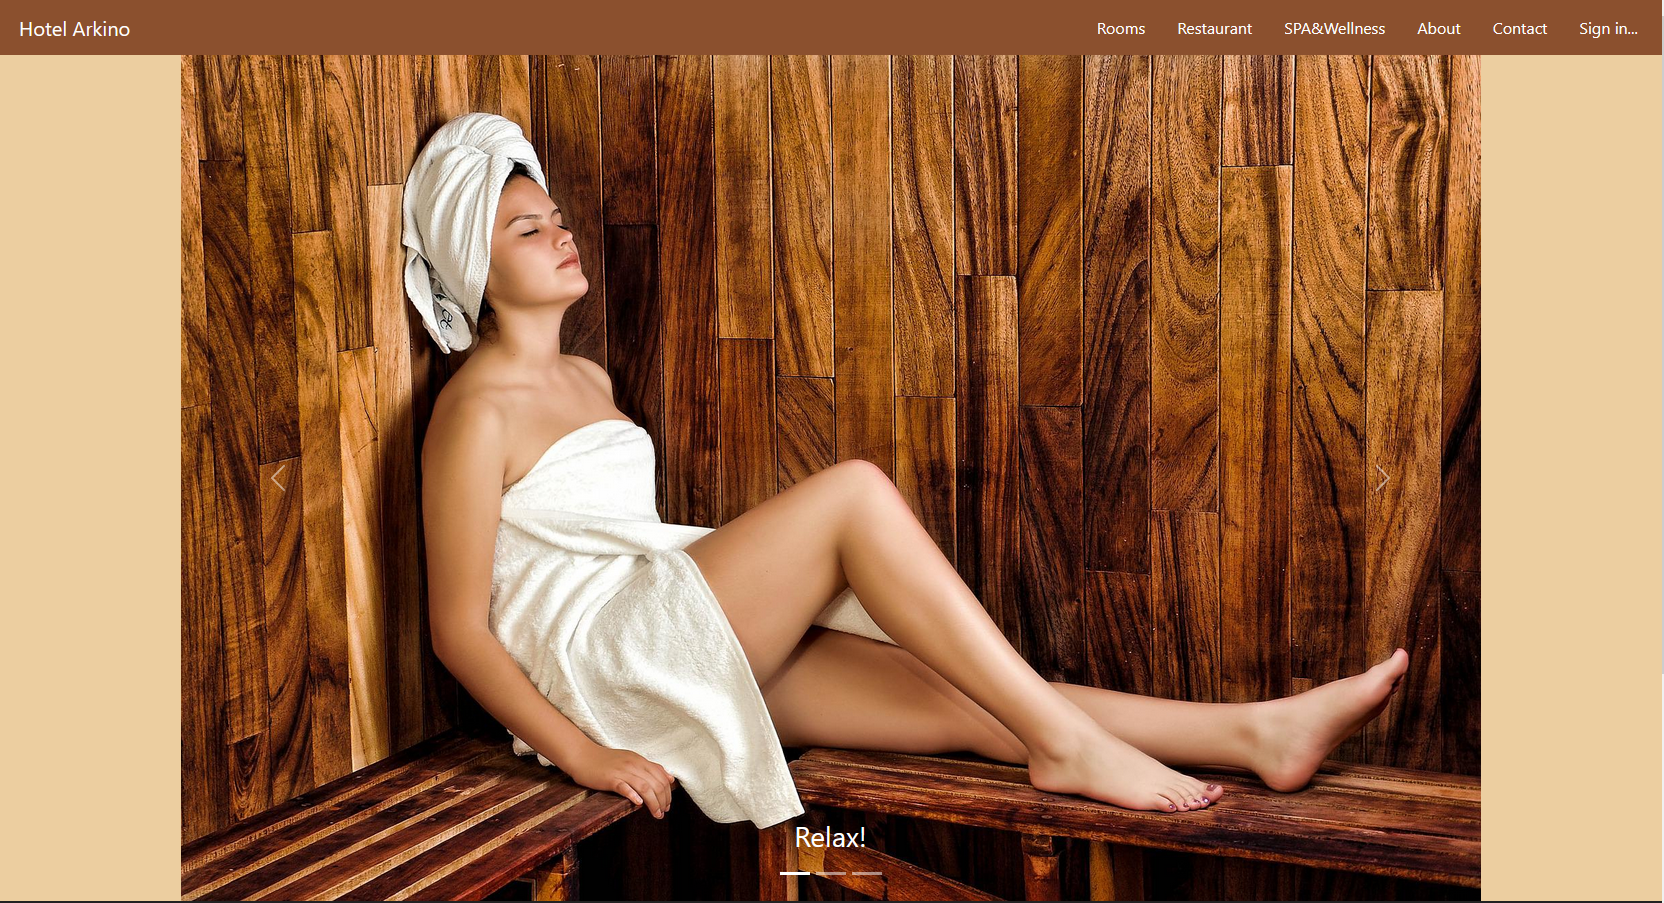 Hotel Arkino
Rooms
Restaurant
SPA&Wellness
About
Contact
Sign in...
Relax!